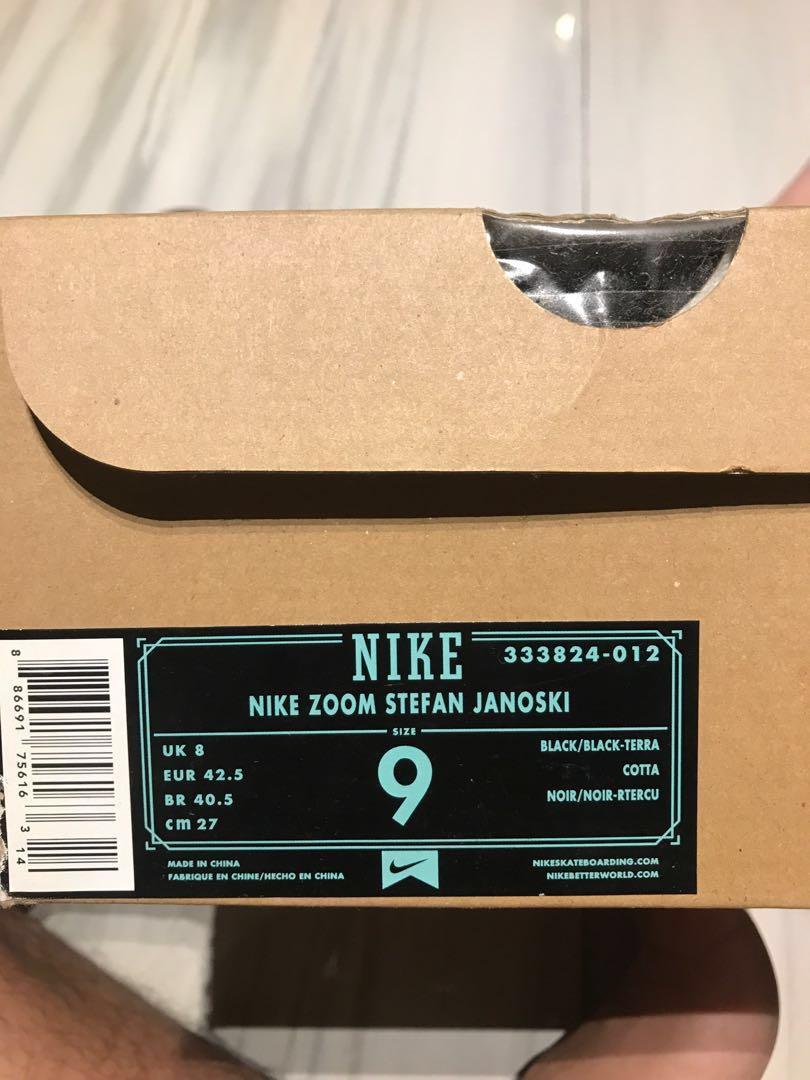 NIKE
333824-012
NIKE ZOOM STEFAN JANOSKI
SIZE
9
UK 8
EUR 42.5
BR 40.5
cm 27
BLACK/BLACK-TERRA
COTTA
NOIR/NOIR-RTERCU
MADE IN CHINA
FABRIQUE EN CHINE/HECHO EN CHINA
NIKESKATEBOARDING.COM
NIKEBETTERWORLD.COM
8 86691 75616 3 14